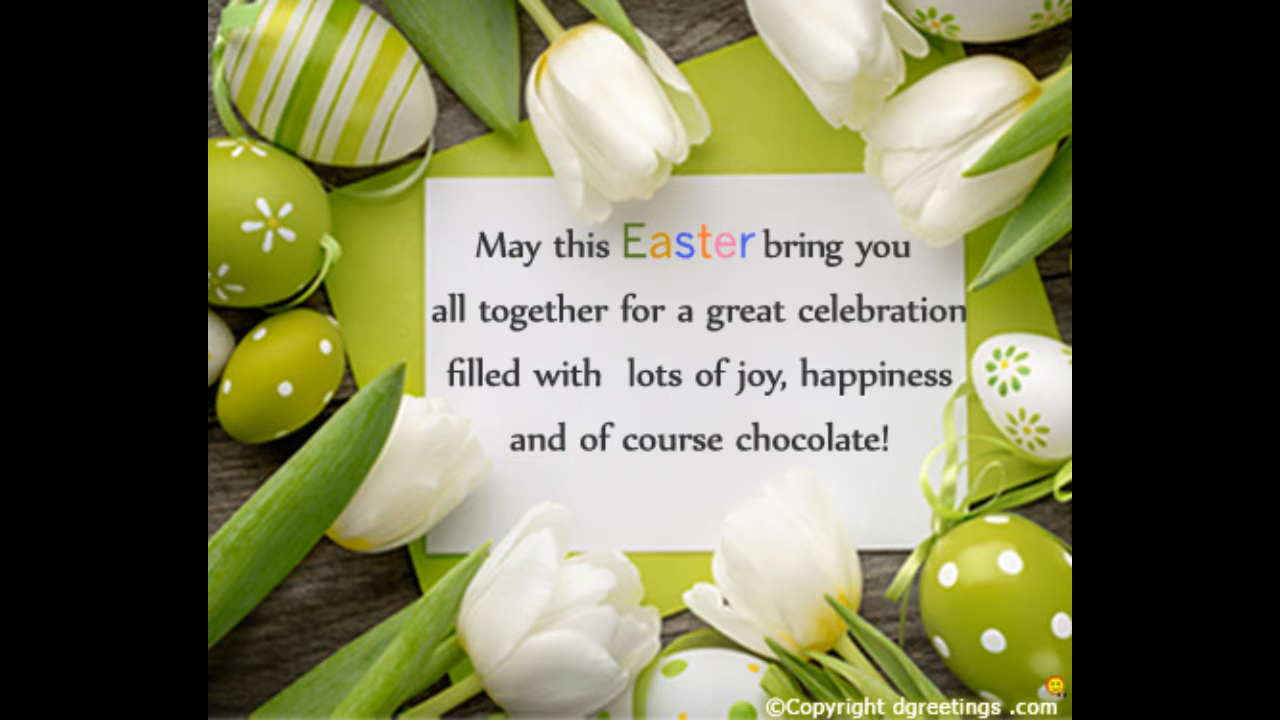 May this Easter bring you
all together for a great celebration
filled with lots of joy, happiness
and of course chocolate!
©Copyright dgreetings .com